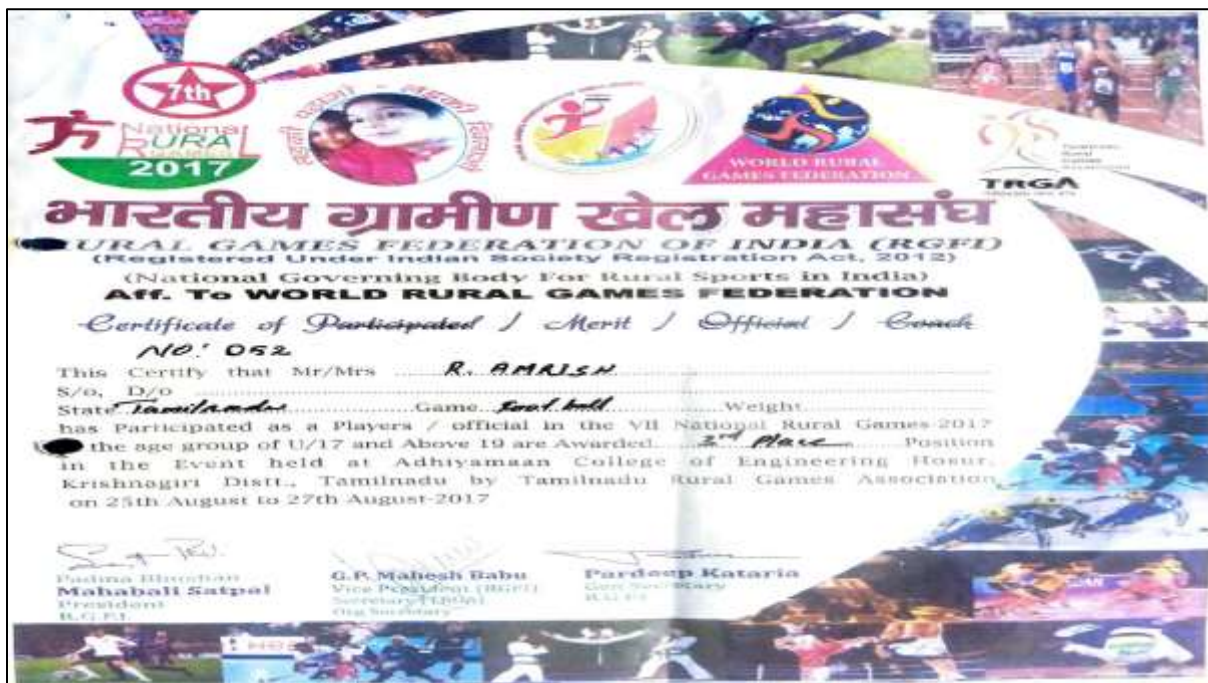 7th
National
RURAL
2017
WORLD RURAL
GAMES FEDERATION
TRGA
भारतीय ग्रामीण खेल महासंघ
URAL GAMES FEDERATION OF INDIA (RGFI)
(Registered Under Indian Society Registration Act, 2012)
(National Governing Body For Rural Sports in India)
Aff. To WORLD RURAL GAMES FEDERATION
Certificate of Participated / Merit / Official / Coach
NO: 052
This Certify that Mr/Mrs R. AMRISH
S/o, D/o
State Tamilnadu Game Foot ball Weight
has Participated as a Players / official in the VII National Rural Games-2017
the age group of U/17 and Above 19 are Awarded Place Position
in the Event held at Adhiyamaan College of Engineering Hosur,
Krishnagiri Distt., Tamilnadu by Tamilnadu Rural Games Association
on 25th August to 27th August-2017
Padma Bhushan G.P. Mahesh Babu Pardeep Kataria
Mahabali Satpal Vice President (RGFI) Gen Secretary
President Secretary R.G.F.I.
R.G.F.I. Org Secretary